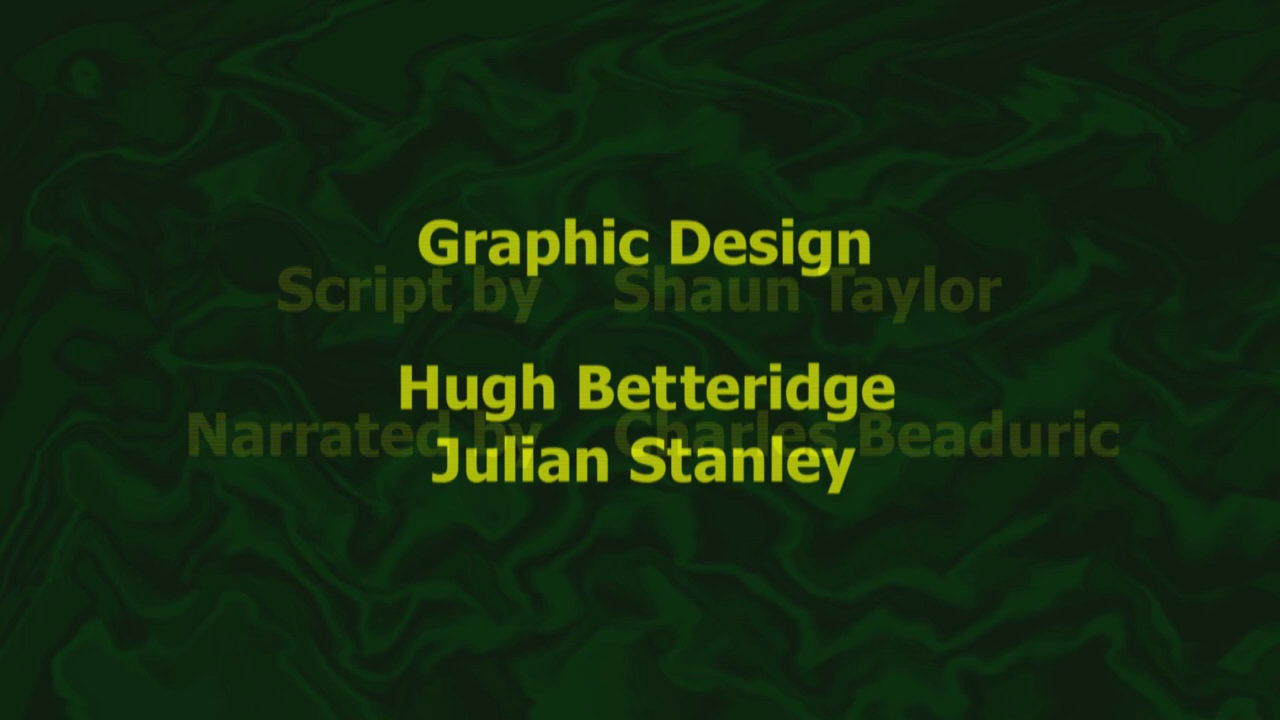 Graphic Design
Script by Shaun Taylor
Hugh Betteridge
Narrated by Charles Beaduric
Julian Stanley